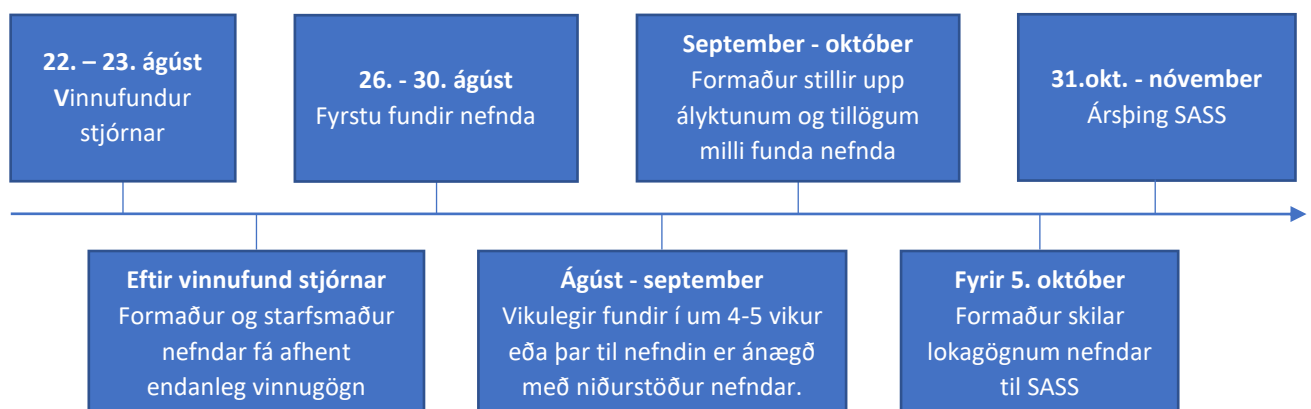 22. – 23. ágúst
Vinnufundur
stjórnar
26. - 30. ágúst
Fyrstu fundir nefnda
September - október
Formaður stillir upp
ályktunum og tillögum
milli funda nefnda
31.okt. - nóvember
Ársþing SASS
Eftir vinnufund stjórnar
Formaður og starfsmaður
nefndar fá afhent
endanleg vinnugögn
Ágúst - september
Vikulegir fundir í um 4-5 vikur
eða þar til nefndin er ánægð
með niðurstöður nefndar.
Fyrir 5. október
Formaður skilar
lokagögnum nefndar
til SASS